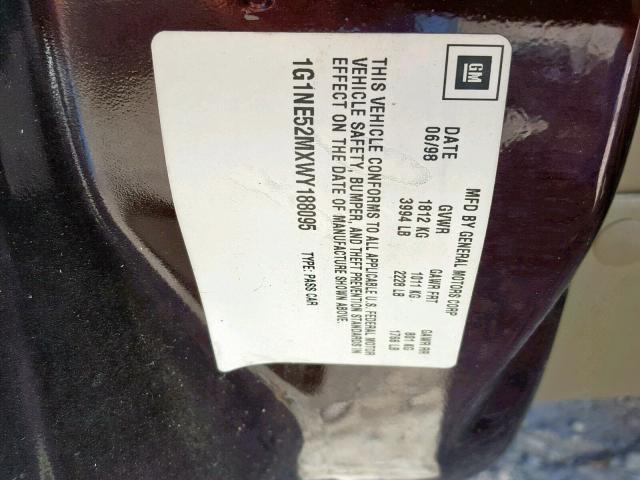 GM
MFD BY GENERAL MOTORS CORP
DATE GVWR GAWR FRT GAWR RR
06/98 1812 KG 1011 KG 801 KG
3994 LB 2228 LB 1766 LB
THIS VEHICLE CONFORMS TO ALL APPLICABLE U.S. FEDERAL MOTOR
VEHICLE SAFETY, BUMPER, AND THEFT PREVENTION STANDARDS IN
EFFECT ON THE DATE OF MANUFACTURE SHOWN ABOVE.
1G1NE52MXWY188095 TYPE: PASS CAR